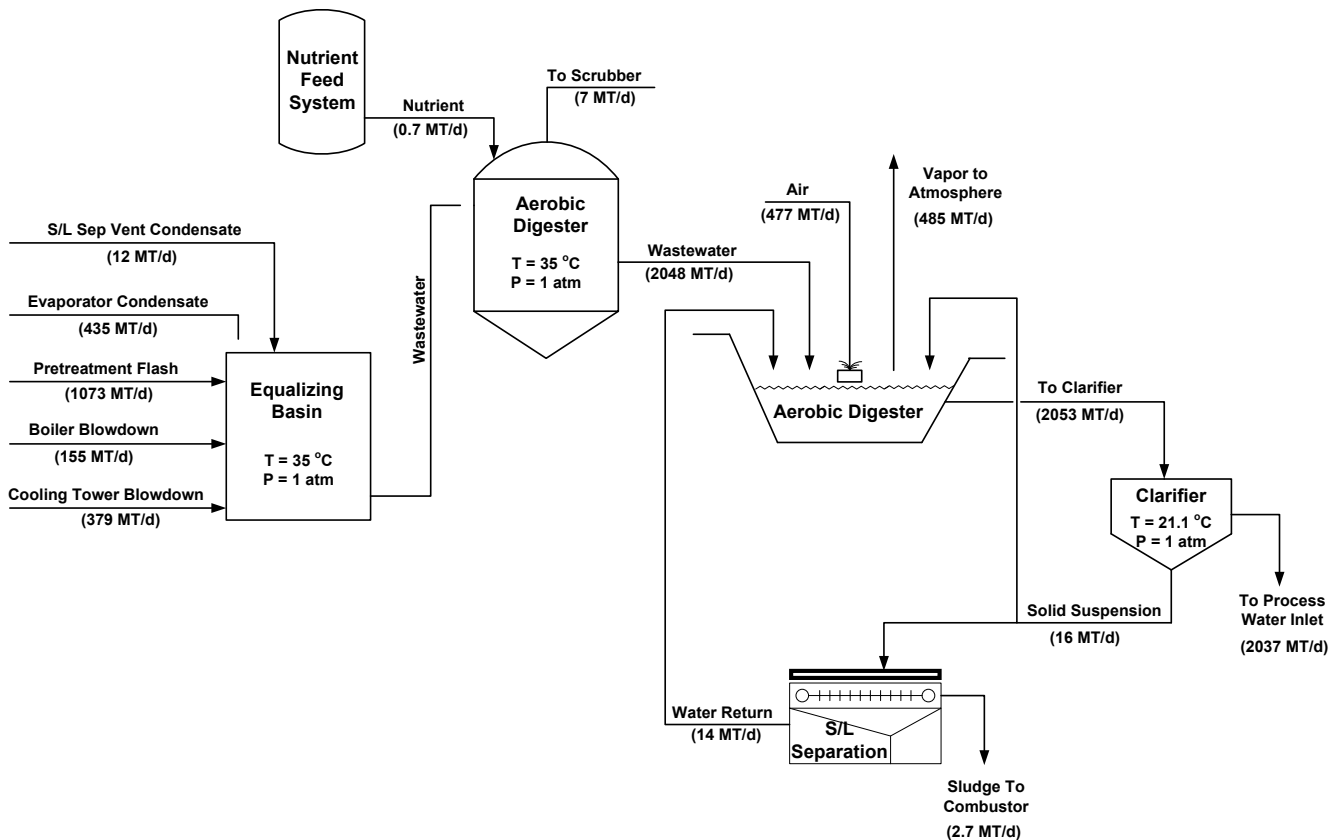 Nutrient
Feed
System
Nutrient
(0.7 MT/d)
To Scrubber
(7 MT/d)
Aerobic
Digester
T = 35 °C
P = 1 atm
S/L Sep Vent Condensate
(12 MT/d)
Evaporator Condensate
(435 MT/d)
Pretreatment Flash
(1073 MT/d)
Boiler Blowdown
(155 MT/d)
Cooling Tower Blowdown
(379 MT/d)
Equalizing
Basin
T = 35 °C
P = 1 atm
Wastewater
Wastewater
(2048 MT/d)
Air
(477 MT/d)
Vapor to
Atmosphere
(485 MT/d)
Aerobic Digester
To Clarifier
(2053 MT/d)
Clarifier
T = 21.1 °C
P = 1 atm
To Process
Water Inlet
(2037 MT/d)
Solid Suspension
(16 MT/d)
Water Return
(14 MT/d)
S/L
Separation
Sludge To
Combustor
(2.7 MT/d)